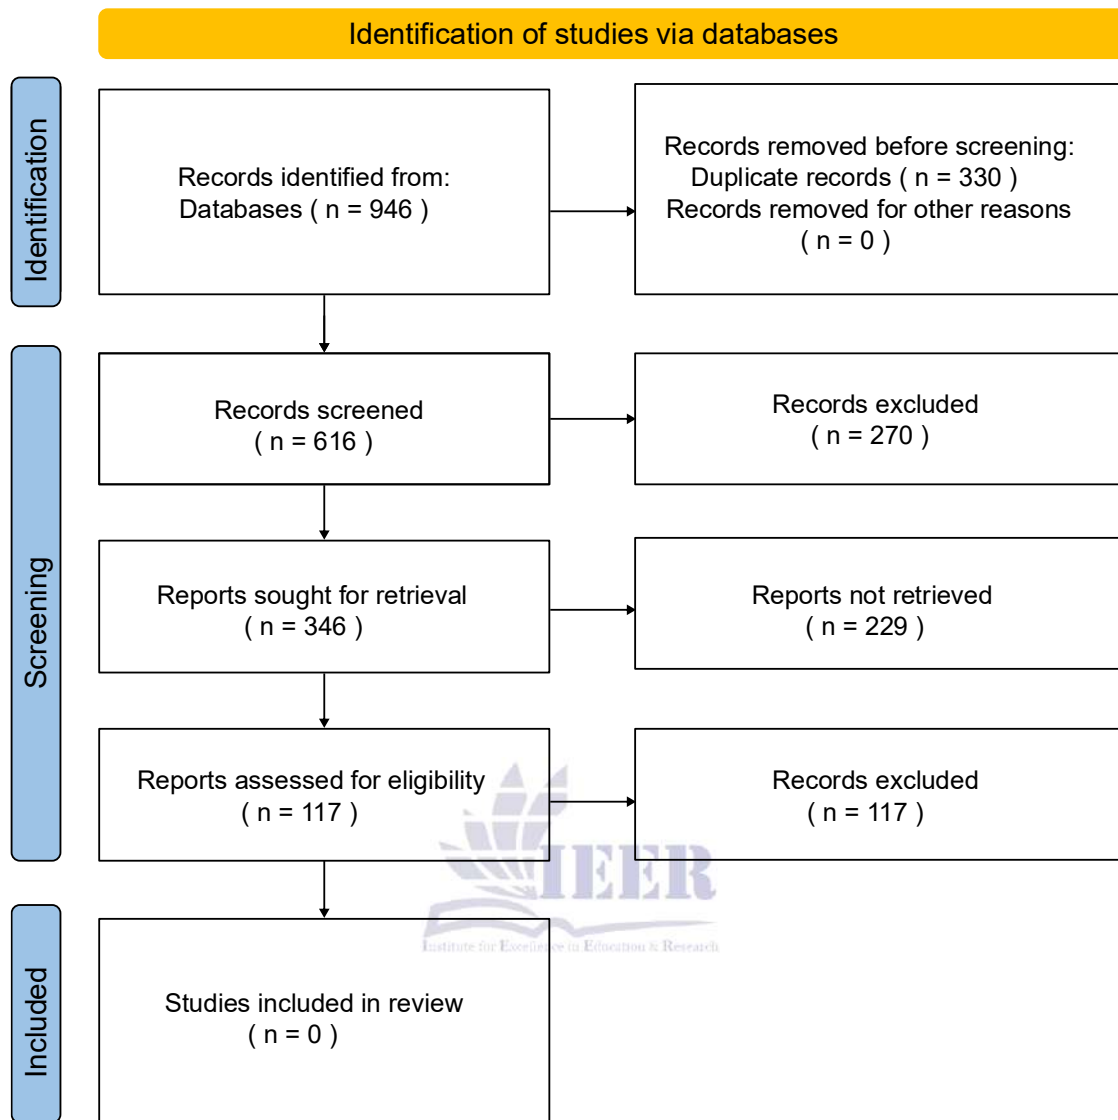 Identification of studies via databases
Identification
Records identified from:
Databases ( n = 946 )
Records removed before screening:
Duplicate records ( n = 330 )
Records removed for other reasons
( n = 0 )
Screening
Records screened
( n = 616 )
Records excluded
( n = 270 )
Reports sought for retrieval
( n = 346 )
Reports not retrieved
( n = 229 )
Reports assessed for eligibility
( n = 117 )
Records excluded
( n = 117 )
IEER
Institute for Excellence in Education & Research
Included
Studies included in review
( n = 0 )